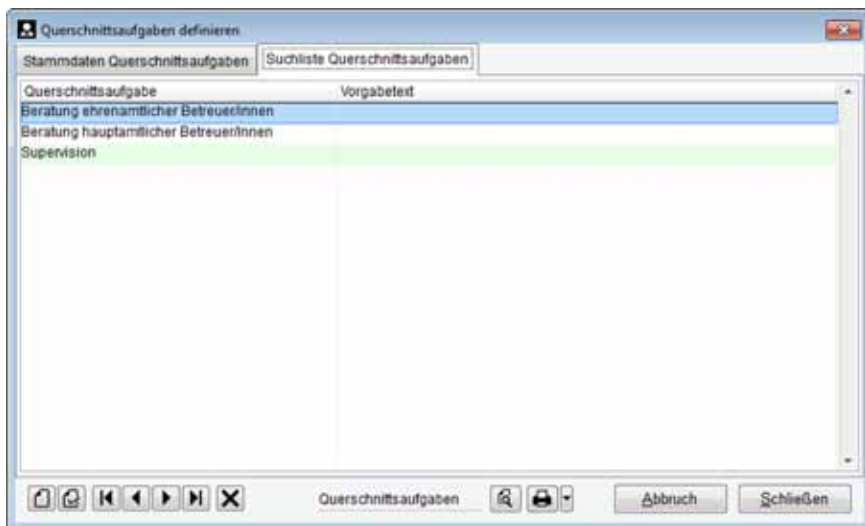 Querschnittsaufgaben definieren
Stammdaten Querschnittsaufgaben Suchliste Querschnittsaufgaben
Querschnittsaufgabe Vorgabetext
Beratung ehrenamtlicher Betreuer/innen
Beratung hauptamtlicher Betreuer/innen
Supervision
Querschnittsaufgaben Abbruch Schließen